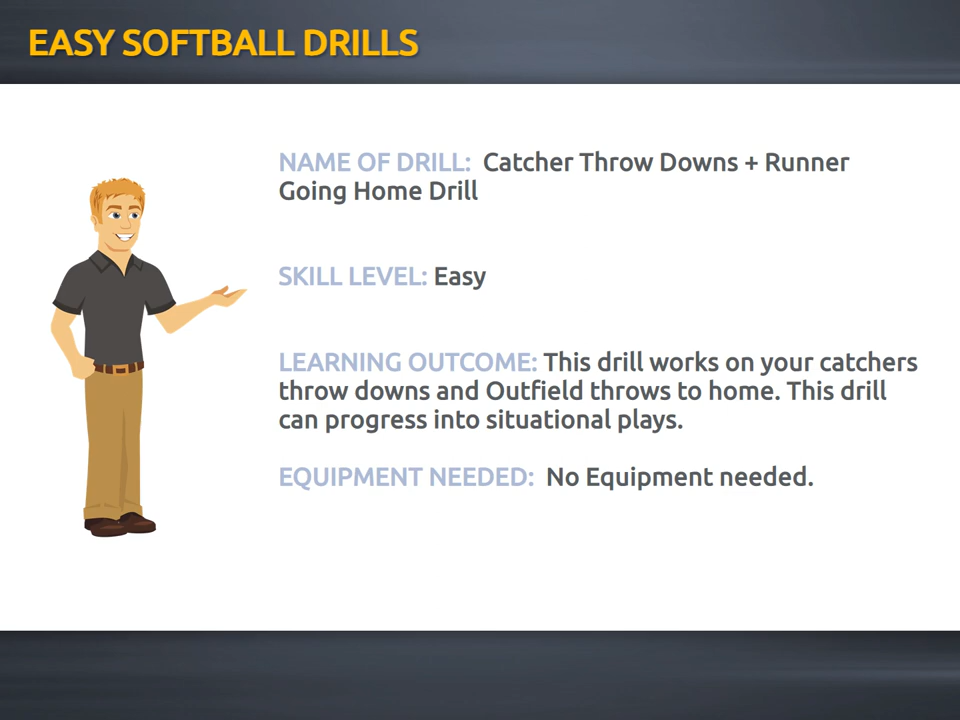 EASY SOFTBALL DRILLS
NAME OF DRILL: Catcher Throw Downs + Runner
Going Home Drill
SKILL LEVEL: Easy
LEARNING OUTCOME: This drill works on your catchers
throw downs and Outfield throws to home. This drill
can progress into situational plays.
EQUIPMENT NEEDED: No Equipment needed.